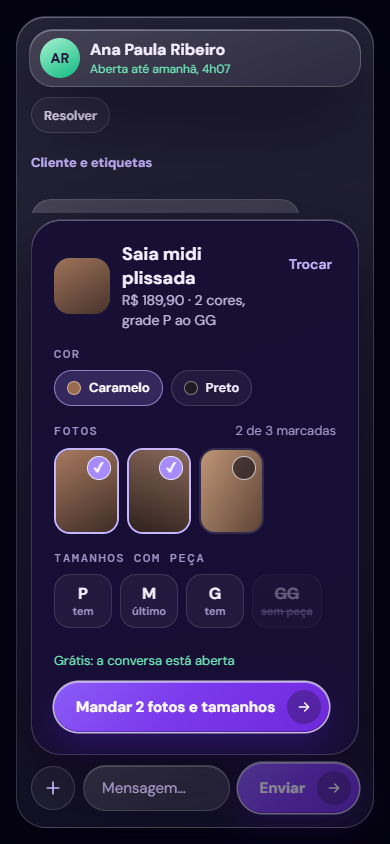 AR
Ana Paula Ribeiro
Aberta até amanhã, 4h07
Resolver
Cliente e etiquetas
Saia midi
plissada
Trocar
R$ 189,90 · 2 cores,
grade P ao GG
COR
Caramelo
Preto
FOTOS
2 de 3 marcadas
TAMANHOS COM PEÇA
P
tem
M
último
G
tem
GG
sem peça
Grátis: a conversa está aberta
Mandar 2 fotos e tamanhos
Mensagem...
Enviar